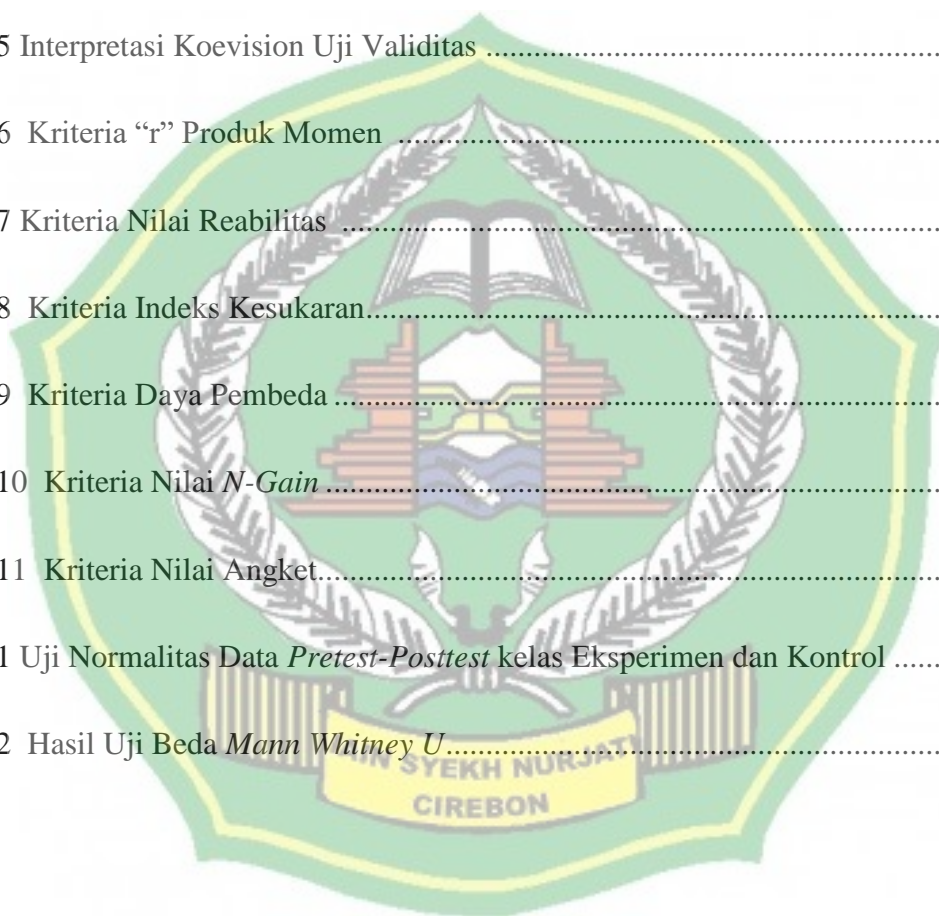 5 Interpretasi Koevision Uji Validitas ......................................................
6 Kriteria “r” Produk Momen ......................................................
7 Kriteria Nilai Reabilitas ......................................................
8 Kriteria Indeks Kesukaran......................................................
9 Kriteria Daya Pembeda ......................................................
10 Kriteria Nilai N-Gain ......................................................
11 Kriteria Nilai Angket......................................................
1 Uji Normalitas Data Pretest-Posttest kelas Eksperimen dan Kontrol ......
2 Hasil Uji Beda Mann Whitney U......................................................
SYEKH NURJATI
CIREBON